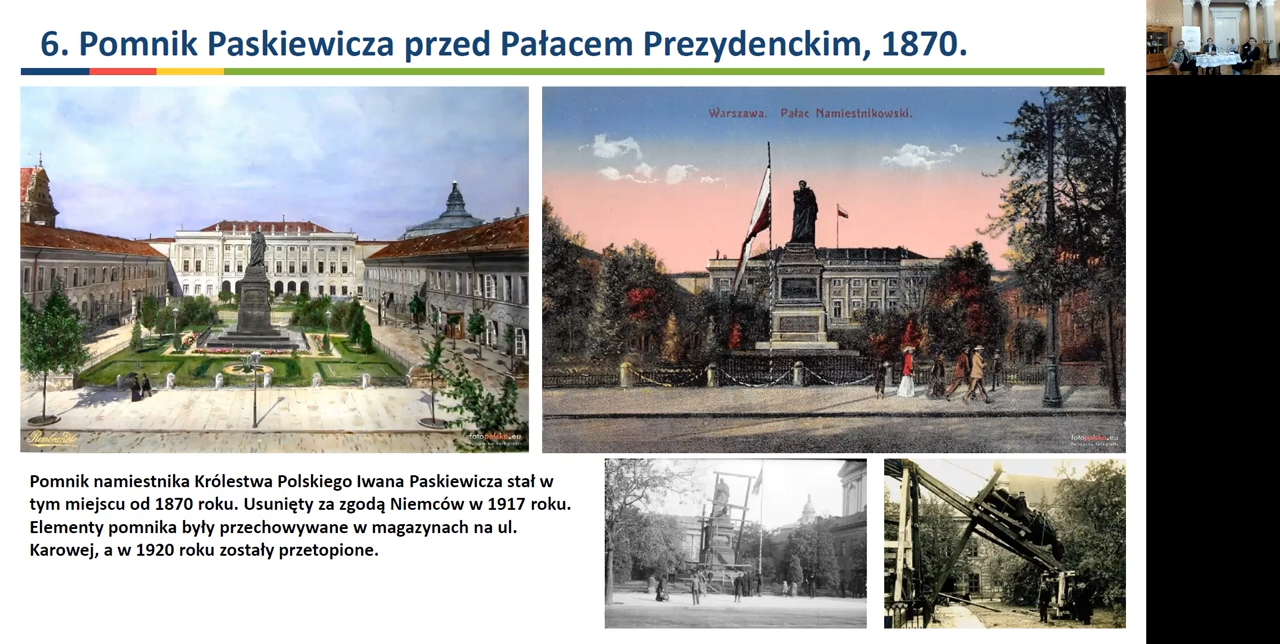 6. Pomnik Paskiewicza przed Pałacem Prezydenckim, 1870.
Warszawa. Pałac Namiestnikowski.
fotopolska.eu
fotopolska.eu
Pomnik namiestnika Królestwa Polskiego Iwana Paskiewicza stał w
tym miejscu od 1870 roku. Usunięty za zgodą Niemców w 1917 roku.
Elementy pomnika były przechowywane w magazynach na ul.
Karowej, a w 1920 roku zostały przetopione.